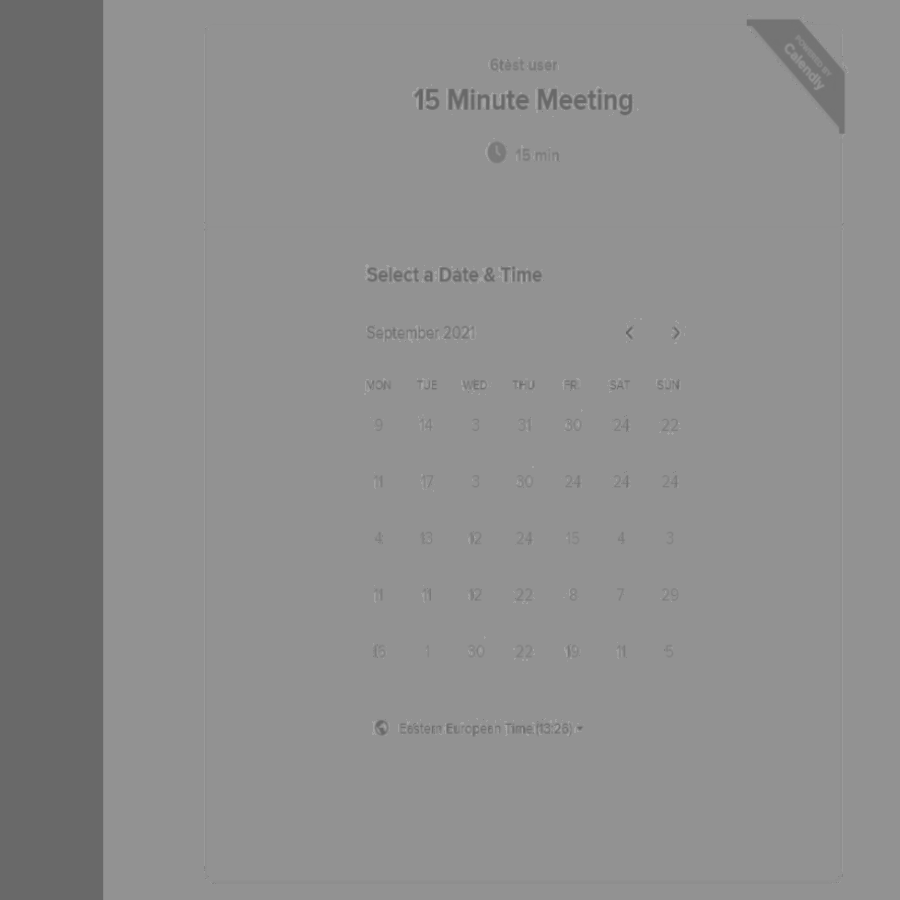 POWERED BY
Calendly
6test user
15 Minute Meeting
15 min
Select a Date & Time
September 2021
MON TUE WED THU FRI SAT SUN
9 14 3 31 30 24 22
11 17 3 30 24 24 24
4 13 12 24 15 4 3
11 11 12 22 8 7 29
15 1 30 22 19 11 5
Eastern European Time (13:26)